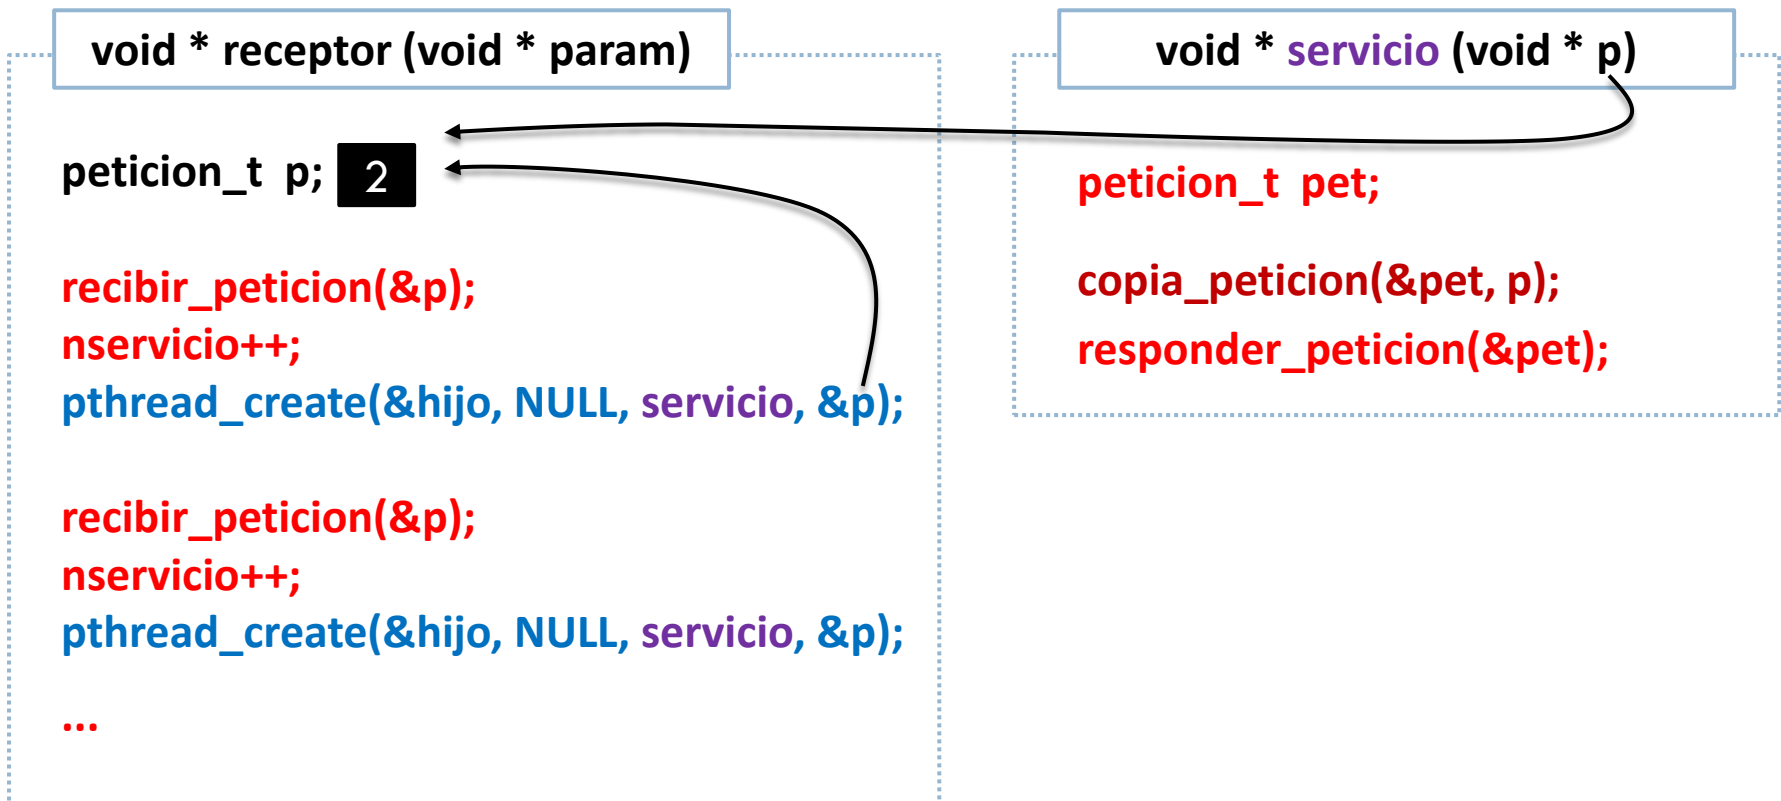 void * receptor (void * param)
peticion_t p; 2
recibir_peticion(&p);
nservicio++;
pthread_create(&hijo, NULL, servicio, &p);
recibir_peticion(&p);
nservicio++;
pthread_create(&hijo, NULL, servicio, &p);
...
void * servicio (void * p)
peticion_t pet;
copia_peticion(&pet, p);
responder_peticion(&pet);